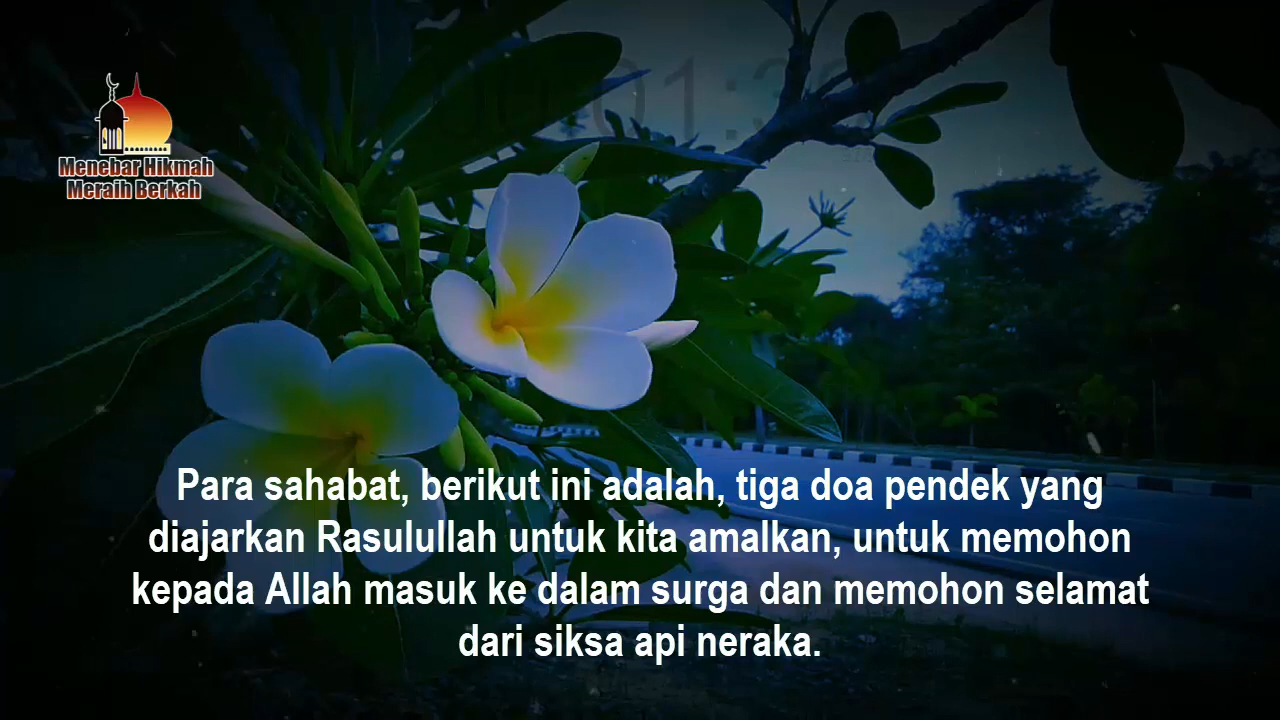 Menebar Hikmah
Meraih Berkah
Para sahabat, berikut ini adalah, tiga doa pendek yang
diajarkan Rasulullah untuk kita amalkan, untuk memohon
kepada Allah masuk ke dalam surga dan memohon selamat
dari siksa api neraka.